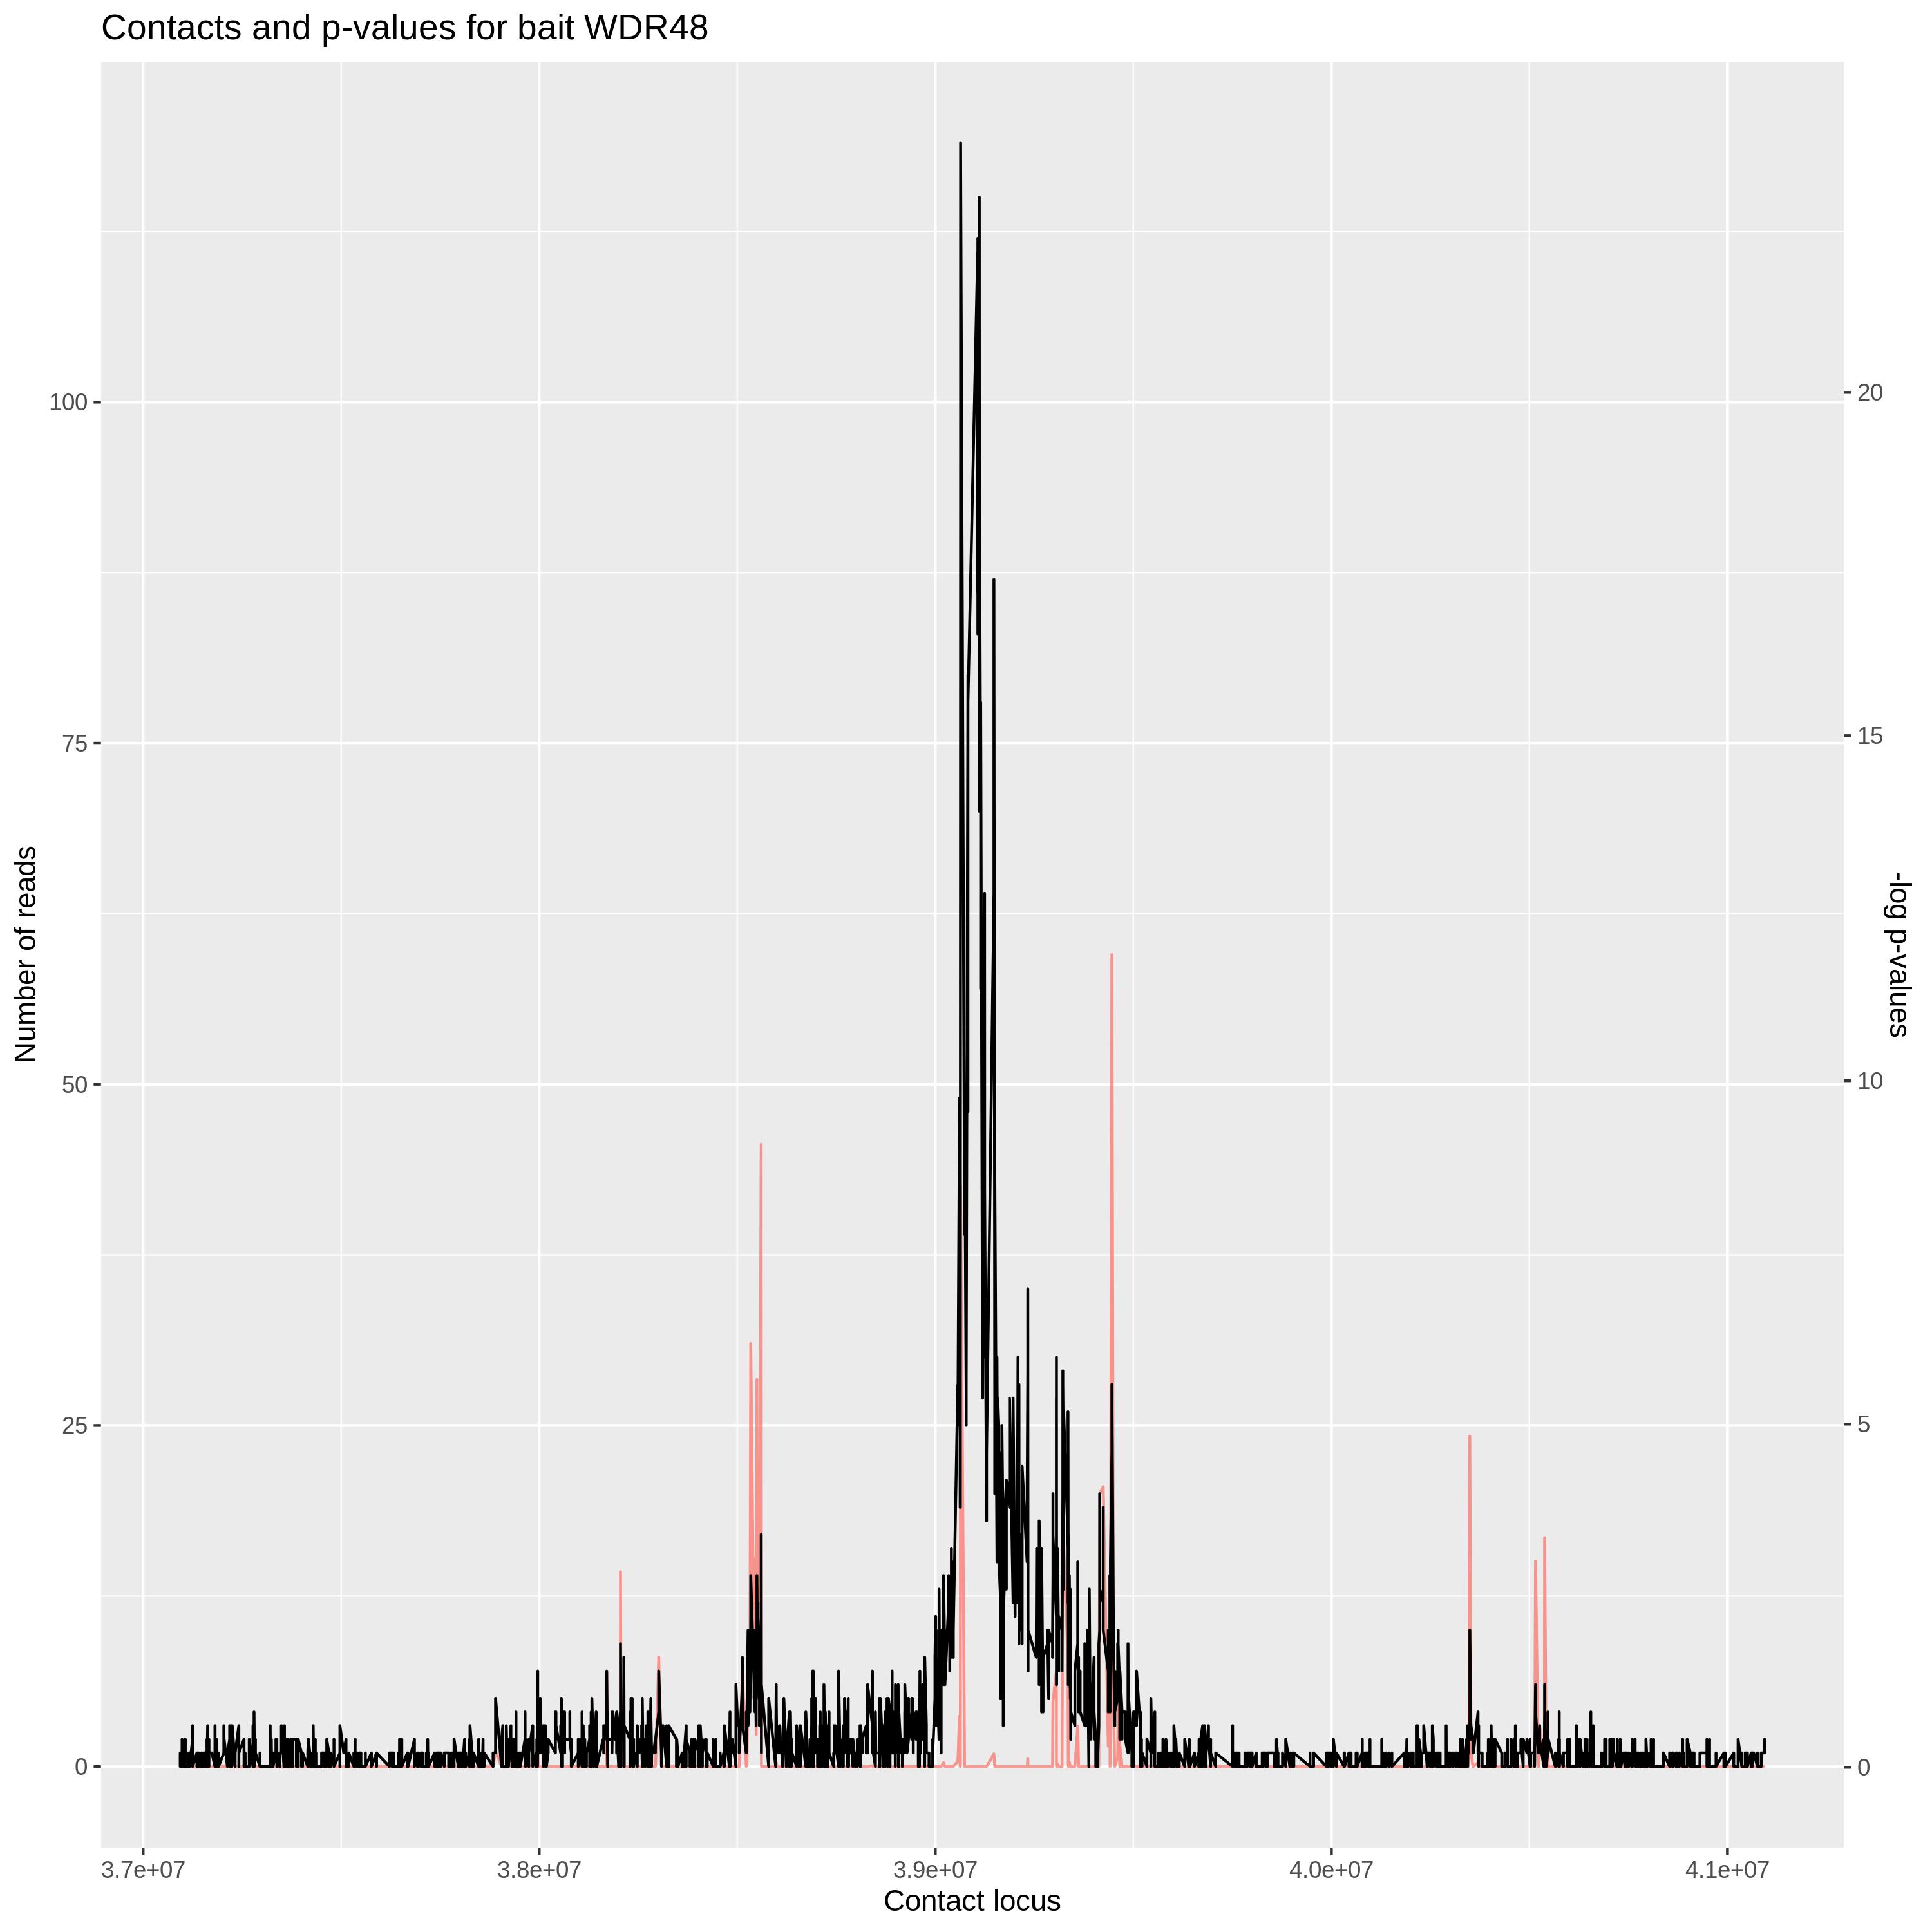 Contacts and p-values for bait WDR48
100
75
50
25
0
Number of reads
20
15
10
5
0
-log p-values
3.7e+07
3.8e+07
3.9e+07
4.0e+07
4.1e+07
Contact locus